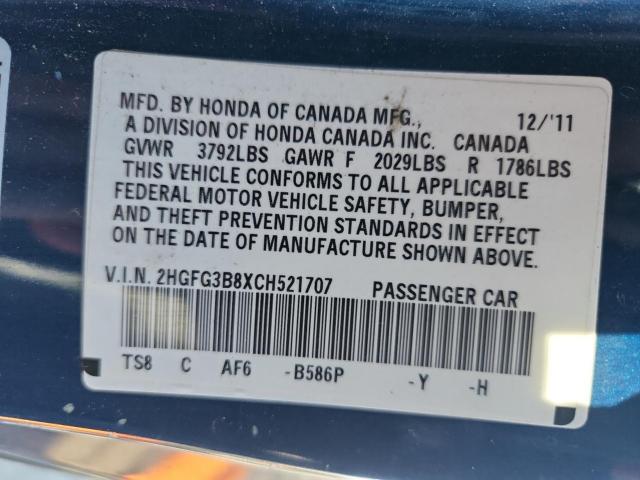 MFD. BY HONDA OF CANADA MFG., 12/'11
A DIVISION OF HONDA CANADA INC. CANADA
GVWR 3792LBS GAWR F 2029LBS R 1786LBS
THIS VEHICLE CONFORMS TO ALL APPLICABLE
FEDERAL MOTOR VEHICLE SAFETY, BUMPER,
AND THEFT PREVENTION STANDARDS IN EFFECT
ON THE DATE OF MANUFACTURE SHOWN ABOVE.
V.I.N. 2HGFG3B8XCH521707 PASSENGER CAR
TS8 C AF6 -B586P -Y -H